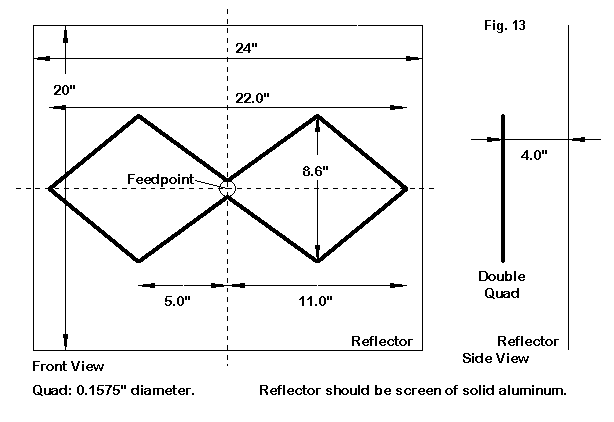 Fig. 13
24"
20"
22.0"
Feedpoint
8.6"
4.0"
5.0"
11.0"
Double
Quad
Reflector
Reflector
Front View
Side View
Quad: 0.1575" diameter.
Reflector should be screen of solid aluminum.